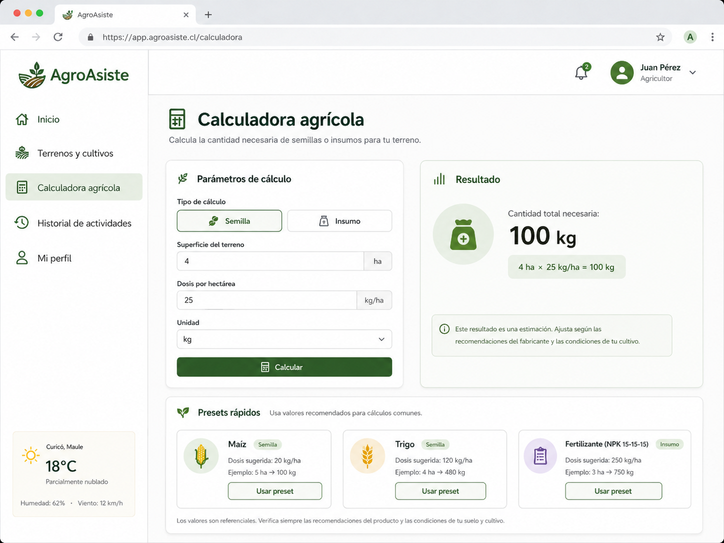 AgroAsiste
https://app.agroasiste.cl/calculadora
A
AgroAsiste
2
Juan Pérez
Agricultor
Inicio
Terrenos y cultivos
Calculadora agrícola
Historial de actividades
Mi perfil
Curicó, Maule
18°C
Parcialmente nublado
Humedad: 62% • Viento: 12 km/h
Calculadora agrícola
Calcula la cantidad necesaria de semillas o insumos para tu terreno.
Parámetros de cálculo
Tipo de cálculo
Semilla
Insumo
Superficie del terreno
4 ha
Dosis por hectárea
25 kg/ha
Unidad
kg
Calcular
Resultado
Cantidad total necesaria:
100 kg
4 ha × 25 kg/ha = 100 kg
Este resultado es una estimación. Ajusta según las
recomendaciones del fabricante y las condiciones de tu cultivo.
Presets rápidos Usa valores recomendados para cálculos comunes.
Maíz Semilla
Dosis sugerida: 20 kg/ha
Ejemplo: 5 ha → 100 kg
Usar preset
Trigo Semilla
Dosis sugerida: 120 kg/ha
Ejemplo: 4 ha → 480 kg
Usar preset
Fertilizante (NPK 15-15-15) Insumo
Dosis sugerida: 250 kg/ha
Ejemplo: 3 ha → 750 kg
Usar preset
Los valores son referenciales. Verifica siempre las recomendaciones del producto y las condiciones de tu suelo y cultivo.